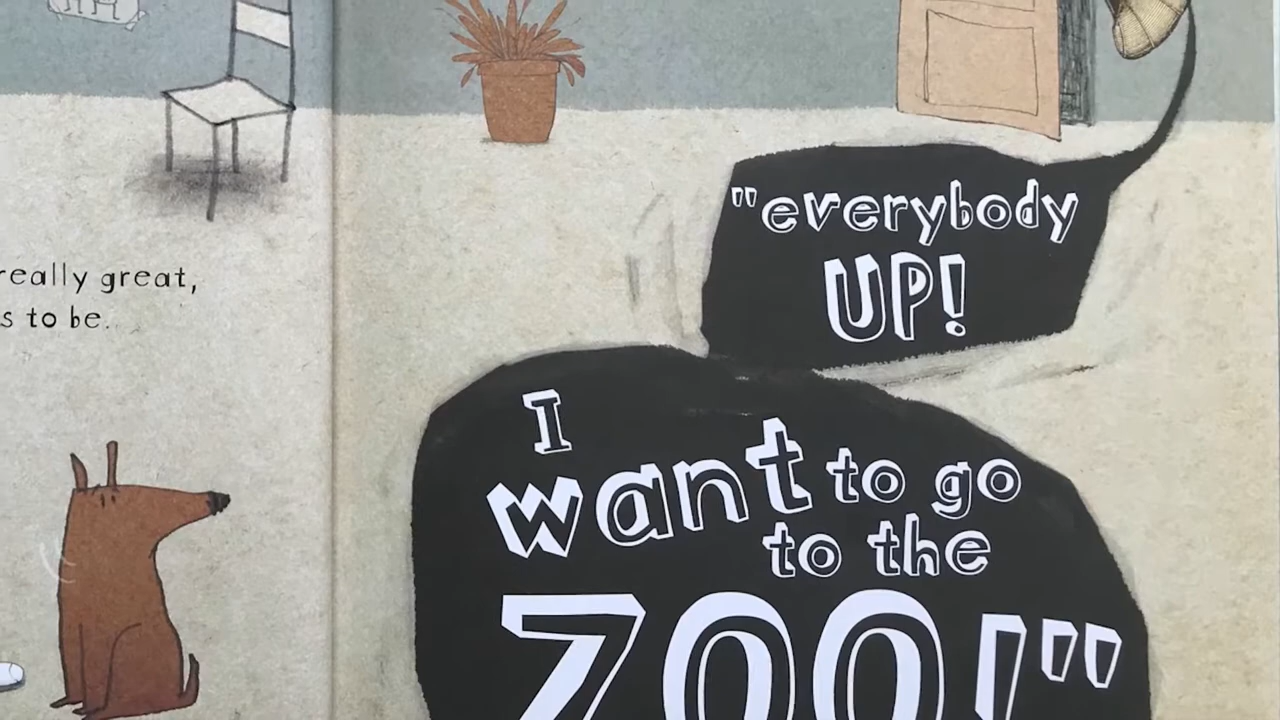 really great,
s to be.
"everybody
UP!
I
want to go
to the
ZOO!"